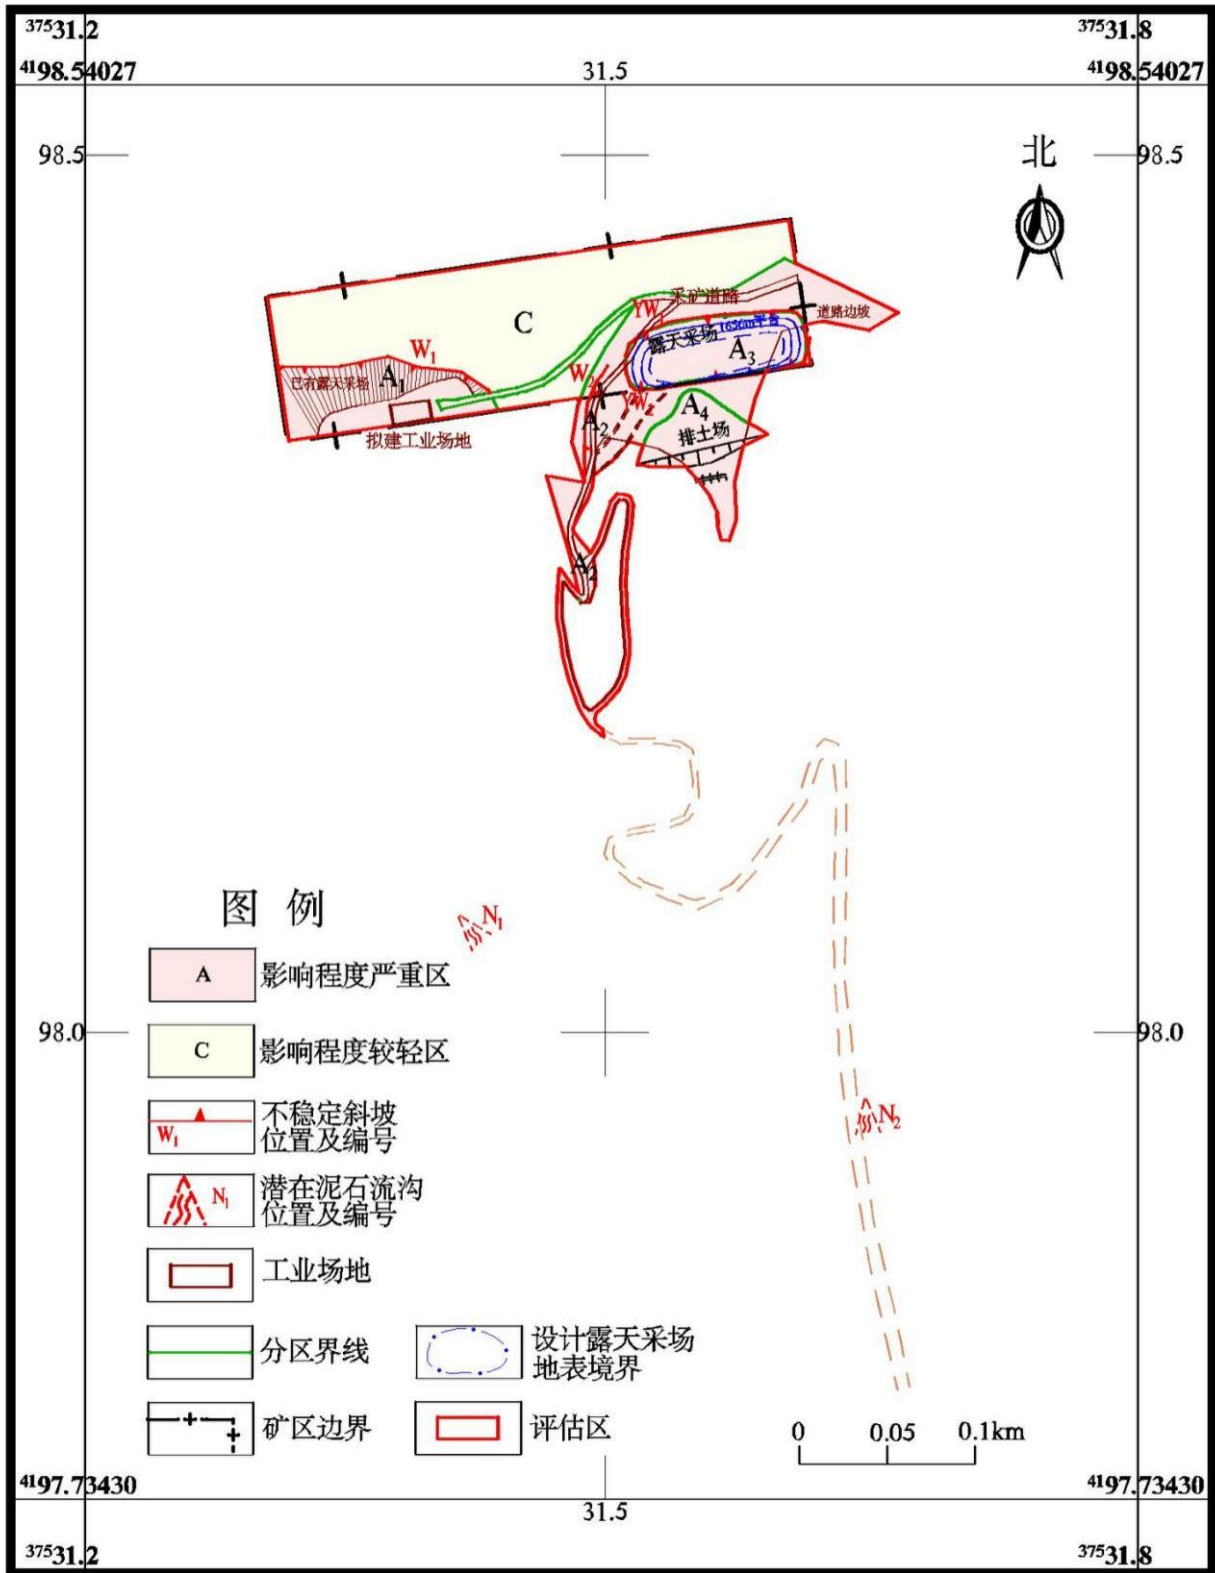 ³⁷⁵31.2 ³⁷⁵31.8
⁴¹98.54027 31.5 ⁴¹98.54027
98.5 98.5
北
采矿道路
YW₁
道路边坡
1636m平台
露天采场
C
A₃
W₁
W₂
已有露天采场
A₁
YW₂
A₄
A₂
排土场
拟建工业场地
A₂
图 例
N₁
A 影响程度严重区
98.0 98.0
C 影响程度较轻区
W₁ 不稳定斜坡
位置及编号
N₂
N₁ 潜在泥石流沟
位置及编号
工业场地
分区界线 设计露天采场
地表境界
矿区边界 评估区
0 0.05 0.1km
⁴¹97.73430 31.5 ⁴¹97.73430
³⁷⁵31.2 ³⁷⁵31.8